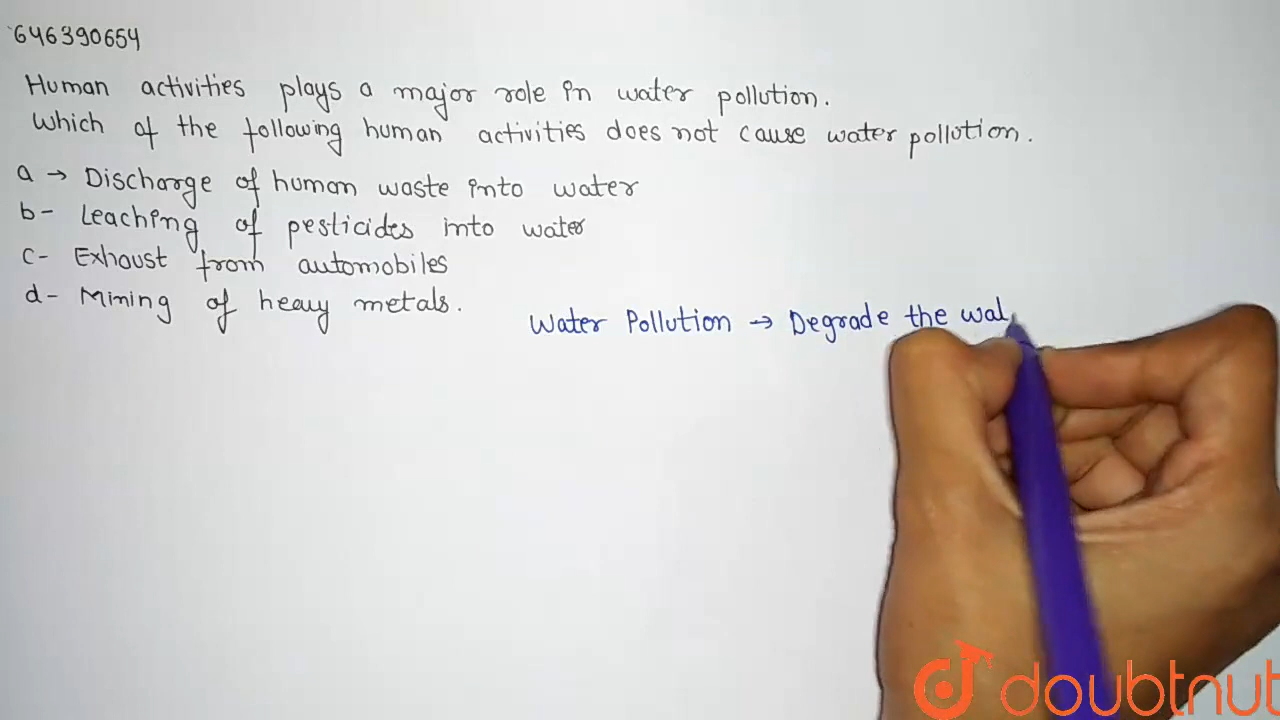 646390654
Human activities plays a major role in water pollution.
which of the following human activities does not cause water pollution.
a → Discharge of human waste into water
b- Leaching of pesticides into water
c- Exhoust from automobiles
d- Mining of heavy metals.
Water Pollution → Degrade the wat
doubtnut